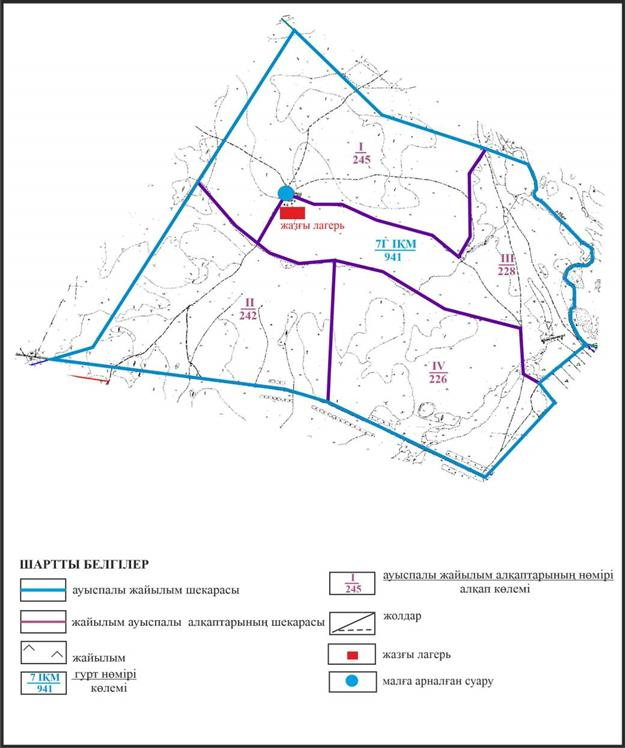 I
245
жазғы лагерь
7Г ІҚМ
941
III
228
II
242
IV
226
ШАРТТЫ БЕЛГІЛЕР
ауыспалы жайылым шекарасы
жайылым ауыспалы алқаптарының шекарасы
жайылым
7 ІҚМ
941
гурт нөмірі
көлемі
I
245
ауыспалы жайылым алқаптарының нөмірі
алқап көлемі
жолдар
жазғы лагерь
малға арналған суару